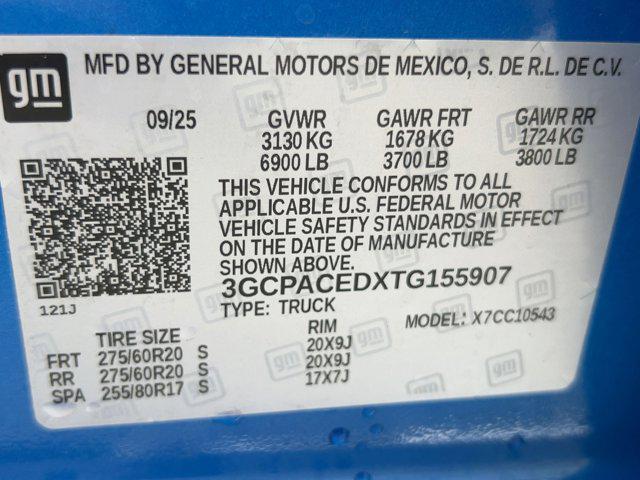 gm
MFD BY GENERAL MOTORS DE MEXICO, S. DE R.L. DE C.V.
09/25 GVWR GAWR FRT GAWR RR
3130 KG 1678 KG 1724 KG
6900 LB 3700 LB 3800 LB
THIS VEHICLE CONFORMS TO ALL
APPLICABLE U.S. FEDERAL MOTOR
VEHICLE SAFETY STANDARDS IN EFFECT
ON THE DATE OF MANUFACTURE
SHOWN ABOVE.
3GCPACEDXTG155907
121J
TYPE: TRUCK MODEL: X7CC10543
TIRE SIZE RIM
FRT 275/60R20 S 20X9J
RR 275/60R20 S 20X9J
SPA 255/80R17 S 17X7J